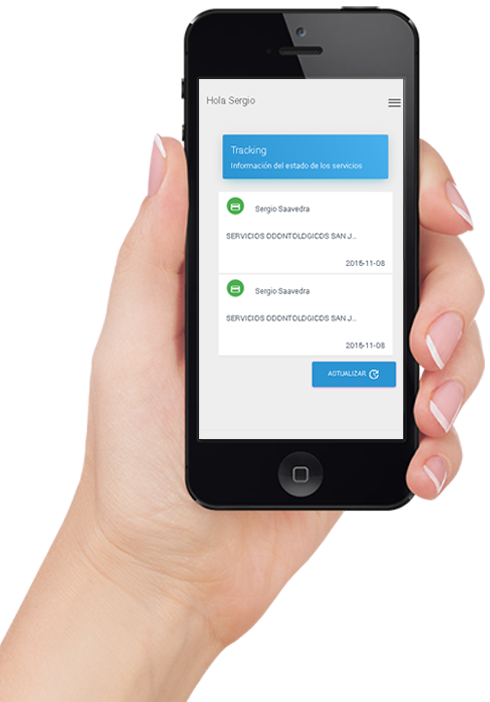 Hola Sergio
Tracking
Información del estado de los servicios
Sergio Saavedra
SERVICIOS ODONTOLOGICOS SAN J...
2016-11-08
Sergio Saavedra
SERVICIOS ODONTOLOGICOS SAN J...
2016-11-08
ACTUALIZAR